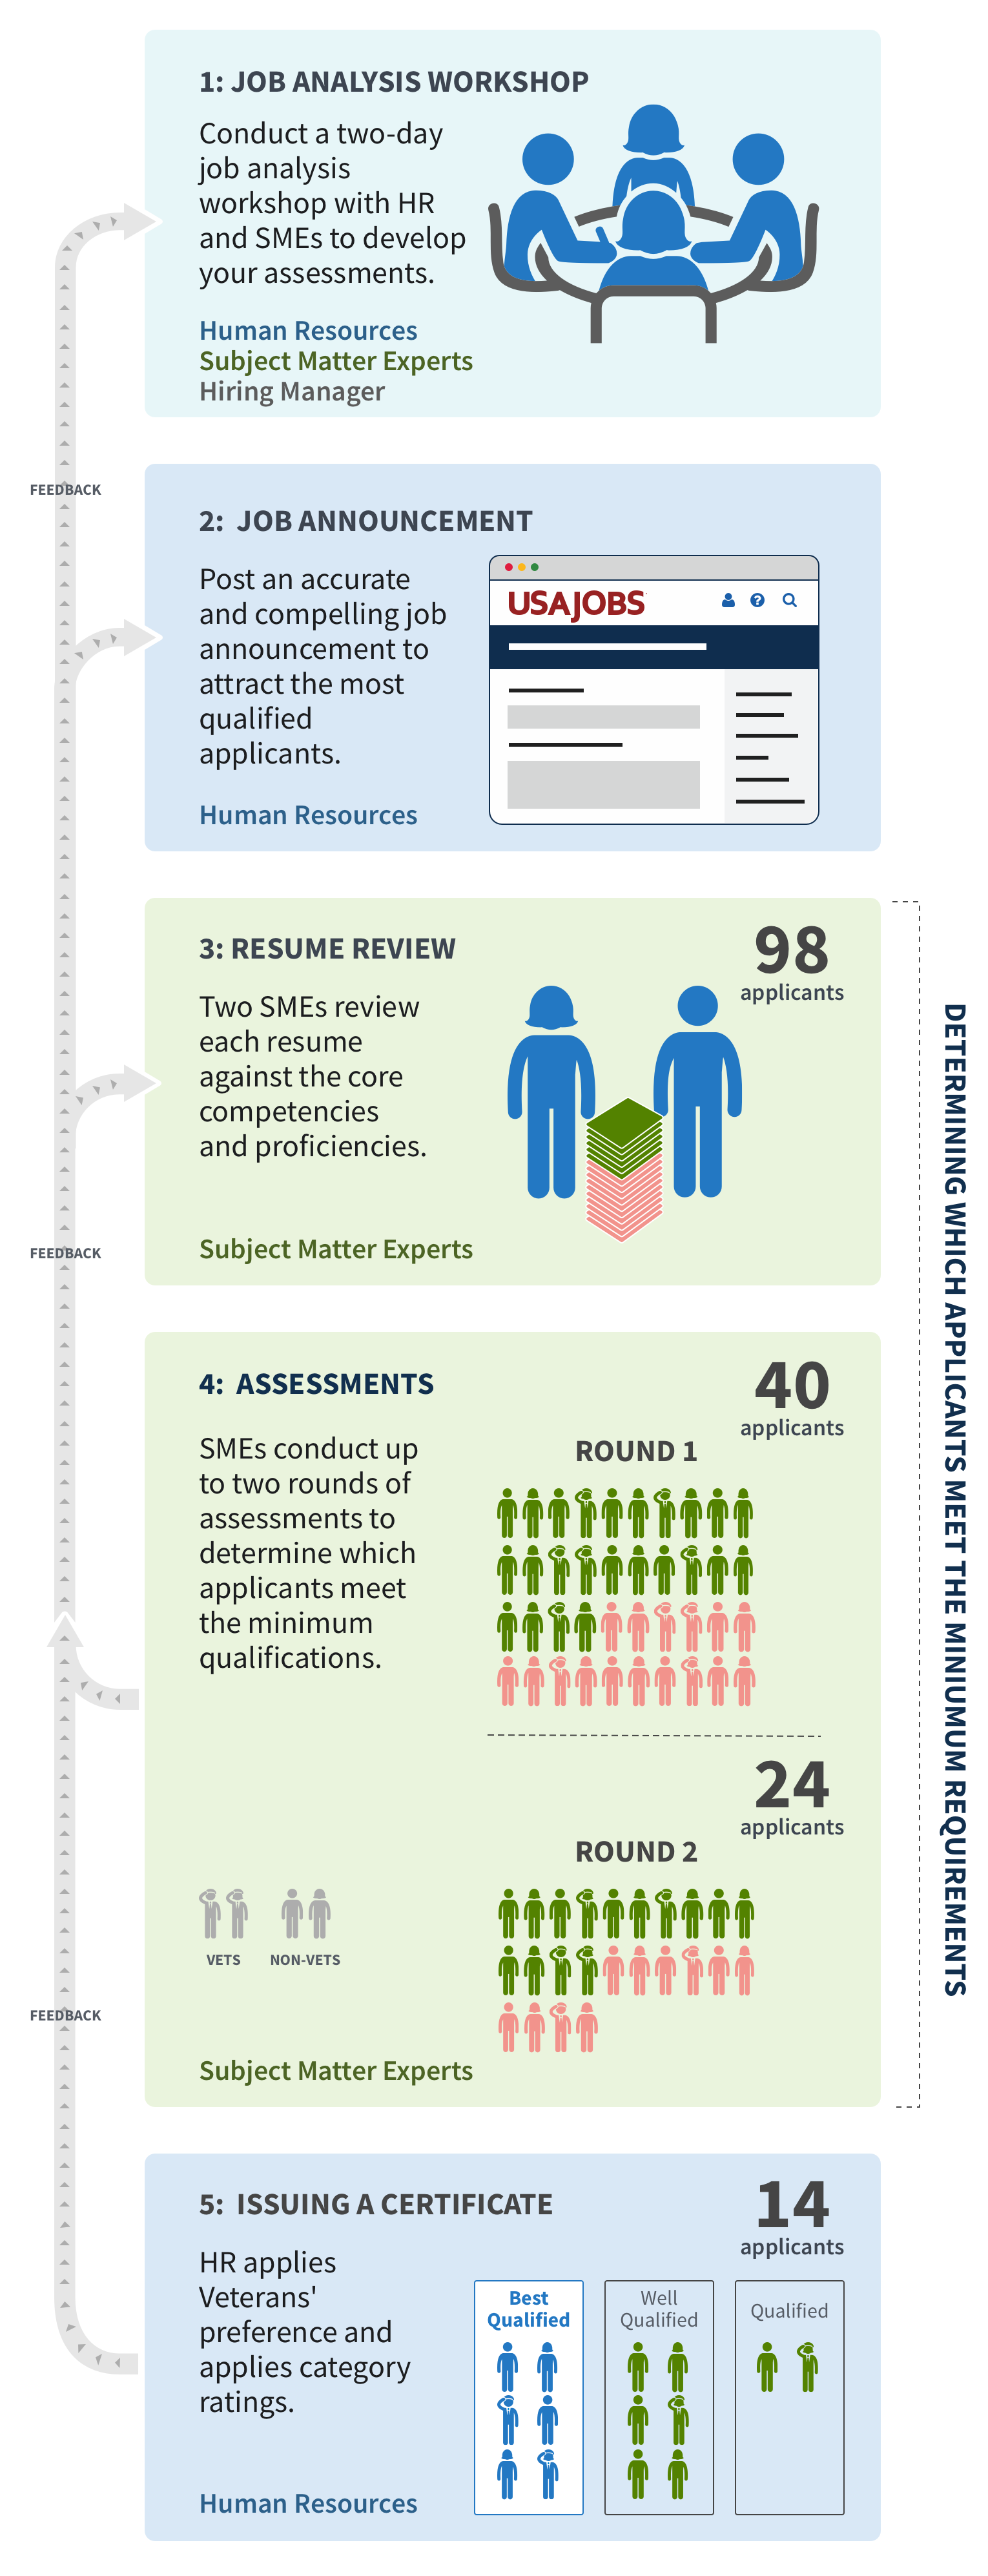 1: JOB ANALYSIS WORKSHOP
Conduct a two-day
job analysis
workshop with HR
and SMEs to develop
your assessments.
Human Resources
Subject Matter Experts
Hiring Manager
FEEDBACK
2: JOB ANNOUNCEMENT
Post an accurate
and compelling job
announcement to
attract the most
qualified
applicants.
Human Resources
USAJOBS
?
3: RESUME REVIEW
98
applicants
Two SMEs review
each resume
against the core
competencies
and proficiencies.
Subject Matter Experts
FEEDBACK
DETERMINING WHICH APPLICANTS MEET THE MINIUMUM REQUIREMENTS
4: ASSESSMENTS
40
applicants
SMEs conduct up
to two rounds of
assessments to
determine which
applicants meet
the minimum
qualifications.
ROUND 1
24
applicants
ROUND 2
VETS
NON-VETS
FEEDBACK
Subject Matter Experts
5: ISSUING A CERTIFICATE
14
applicants
HR applies
Veterans'
preference and
applies category
ratings.
Human Resources
Best
Qualified
Well
Qualified
Qualified